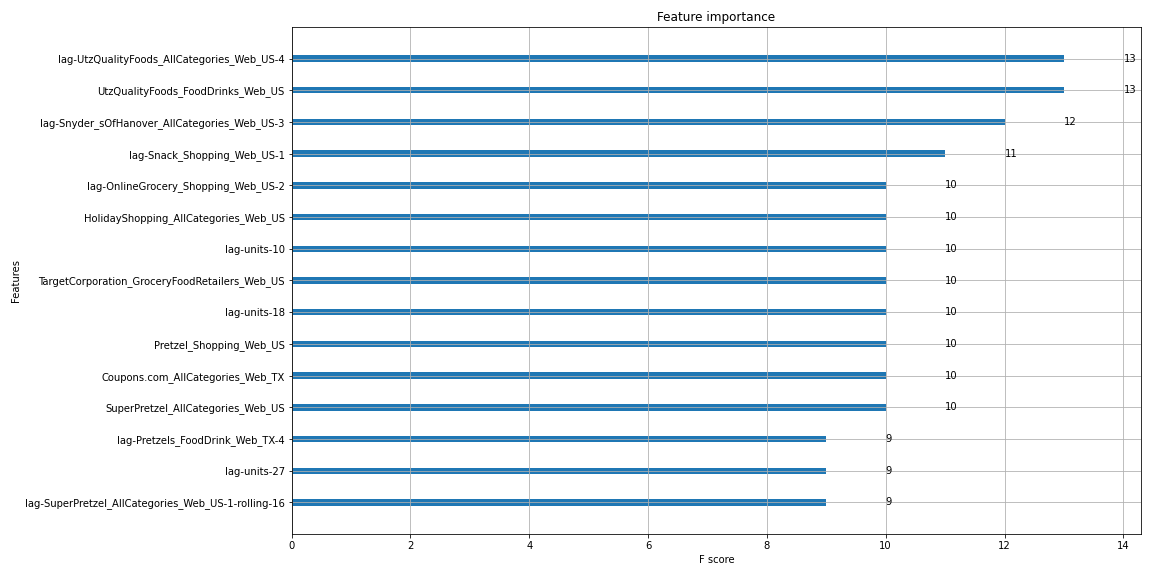 Feature importance
lag-UtzQualityFoods_AllCategories_Web_US-4 13
UtzQualityFoods_FoodDrinks_Web_US 13
lag-Snyder_sOfHanover_AllCategories_Web_US-3 12
lag-Snack_Shopping_Web_US-1 11
lag-OnlineGrocery_Shopping_Web_US-2 10
HolidayShopping_AllCategories_Web_US 10
lag-units-10 10
TargetCorporation_GroceryFoodRetailers_Web_US 10
lag-units-18 10
Pretzel_Shopping_Web_US 10
Coupons.com_AllCategories_Web_TX 10
SuperPretzel_AllCategories_Web_US 10
lag-Pretzels_FoodDrink_Web_TX-4 9
lag-units-27 9
lag-SuperPretzel_AllCategories_Web_US-1-rolling-16 9
Features
0 2 4 6 8 10 12 14
F score